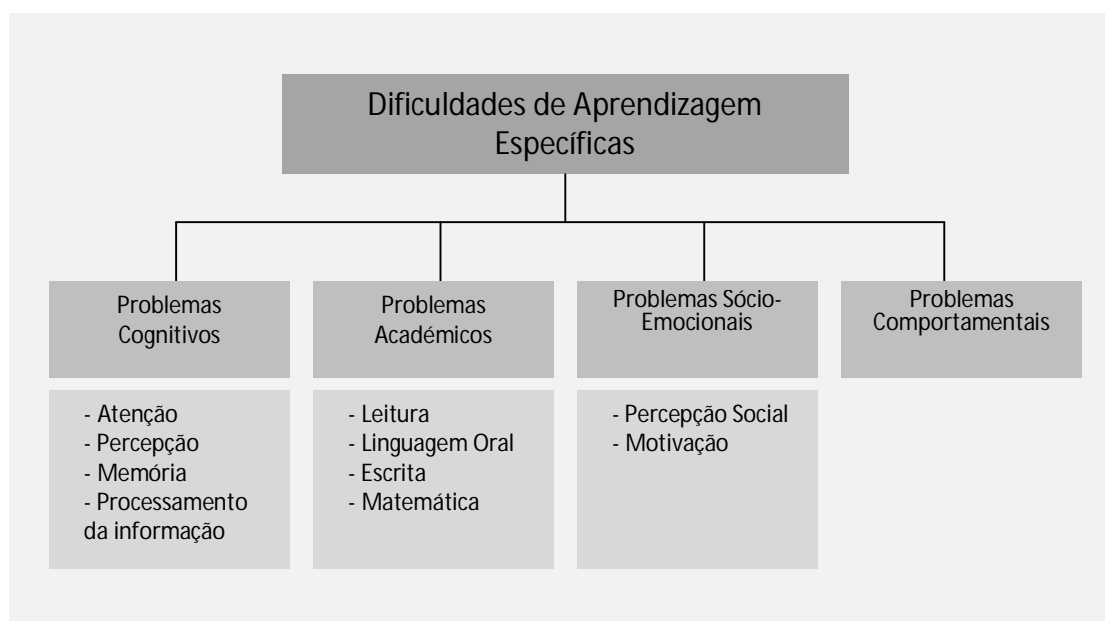 Dificuldades de Aprendizagem
Específicas
Problemas
Cognitivos
- Atenção
- Percepção
- Memória
- Processamento
da informação
Problemas
Académicos
- Leitura
- Linguagem Oral
- Escrita
- Matemática
Problemas Sócio-
Emocionais
- Percepção Social
- Motivação
Problemas
Comportamentais